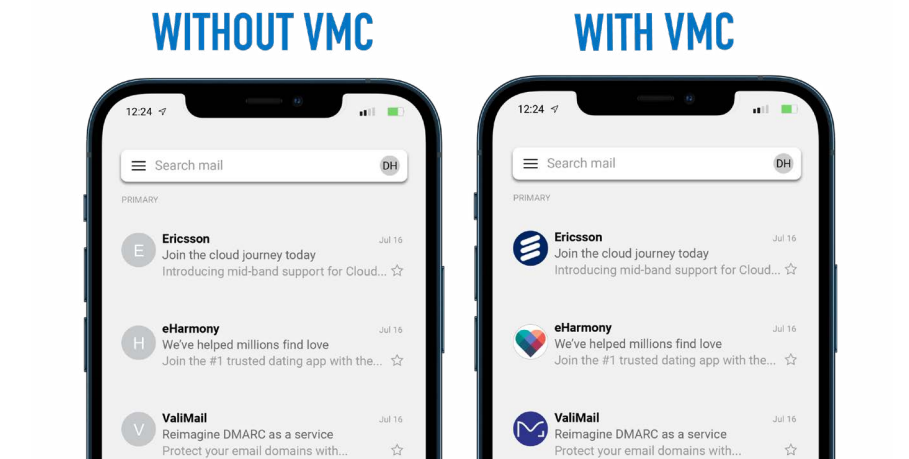 WITHOUT VMC
12:24
Search mail
DH
PRIMARY
E
Ericsson
Jul 16
Join the cloud journey today
Introducing mid-band support for Cloud...
H
eHarmony
Jul 16
We've helped millions find love
Join the #1 trusted dating app with the...
V
ValiMail
Jul 16
Reimagine DMARC as a service
Protect your email domains with...
WITH VMC
12:24
Search mail
DH
PRIMARY
Ericsson
Jul 16
Join the cloud journey today
Introducing mid-band support for Cloud...
eHarmony
Jul 16
We've helped millions find love
Join the #1 trusted dating app with the...
ValiMail
Jul 16
Reimagine DMARC as a service
Protect your email domains with...